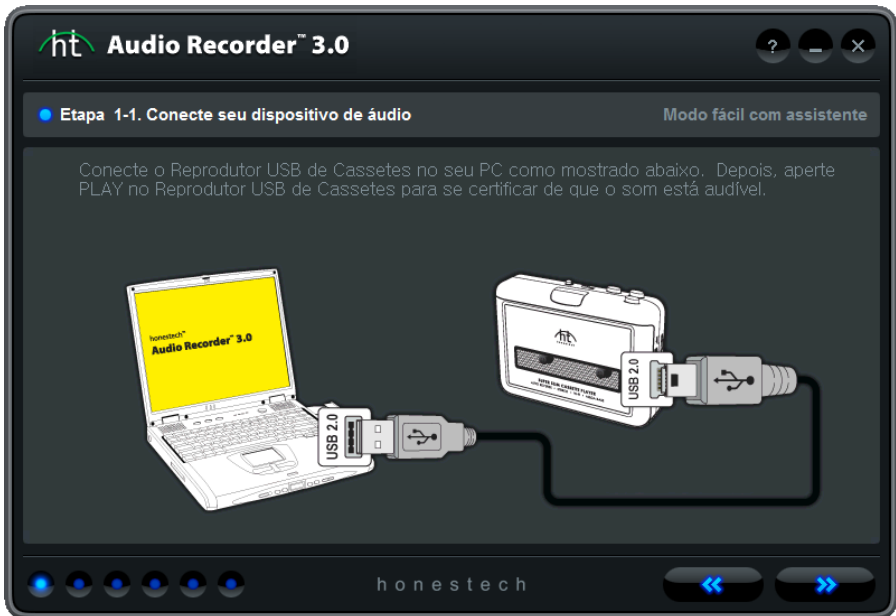 ht Audio Recorder™ 3.0
?
Etapa 1-1. Conecte seu dispositivo de áudio
Modo fácil com assistente
Conecte o Reprodutor USB de Cassetes no seu PC como mostrado abaixo. Depois, aperte
PLAY no Reprodutor USB de Cassetes para se certificar de que o som está audível.
honestech™
Audio Recorder™ 3.0
USB 2.0
ht
SUPER SLIM CASSETTE PLAYER
USB 2.0
honestech